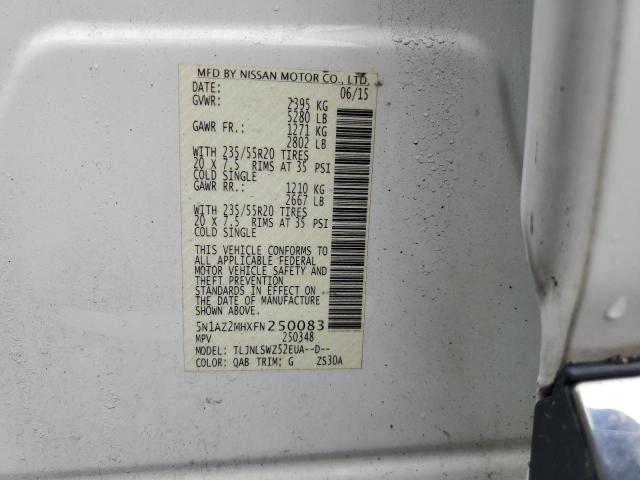 MFD BY NISSAN MOTOR CO., LTD.
DATE: 06/15
GVWR: 2395 KG
5280 LB
GAWR FR: 1271 KG
2802 LB
WITH 235/55R20 TIRES
20 X 7.5 RIMS AT 35 PSI
COLD SINGLE
GAWR RR: 1210 KG
2667 LB
WITH 235/55R20 TIRES
20 X 7.5 RIMS AT 35 PSI
COLD SINGLE
THIS VEHICLE CONFORMS TO
ALL APPLICABLE FEDERAL
MOTOR VEHICLE SAFETY AND
THEFT PREVENTION
STANDARDS IN EFFECT ON
THE DATE OF MANUFACTURE
SHOWN ABOVE.
5N1AZ2MHXFN250083
MPV 250348
MODEL: TLJNLSWZ52EUA--D--
COLOR: QAB TRIM: G ZS30A